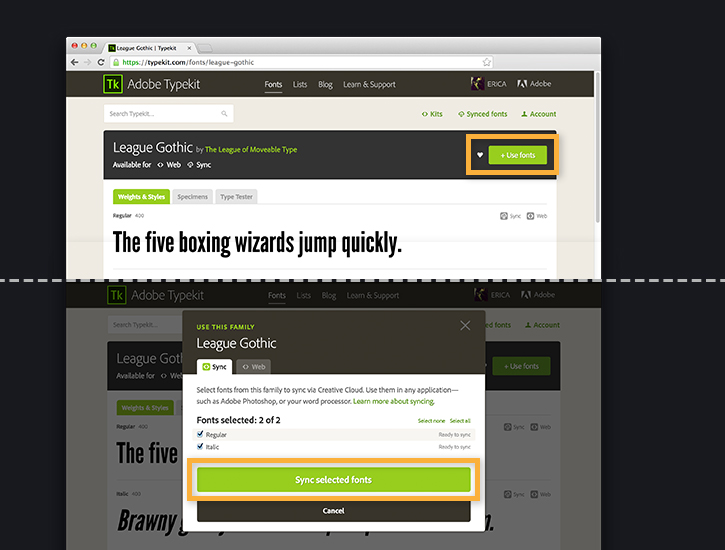 League Gothic | Typekit
https://typekit.com/fonts/league-gothic
Tk Adobe Typekit Fonts Lists Blog Learn & Support ERICA Adobe
Search Typekit... Kits Synced fonts Account
League Gothic by The League of Moveable Type
+ Use fonts
Available for Web Sync
Weights & Styles Specimens Type Tester
Regular 400 Sync Web
The five boxing wizards jump quickly.
Tk Adobe Typekit Fonts Lists Blog Learn & Support ERICA Adobe
Search Typekit... fonts Account
League Goth
+ Use fonts
Available for We
USE THIS FAMILY
League Gothic
Sync Web
Select fonts from this family to sync via Creative Cloud. Use them in any application—
such as Adobe Photoshop, or your word processor. Learn more about syncing.
Fonts selected: 2 of 2 Select none Select all
Regular Ready to sync
Italic Ready to sync
Sync selected fonts
Cancel
Weights & Styles
Regular 400 Sync Web
The five
Italic 400 Sync Web
Brawny